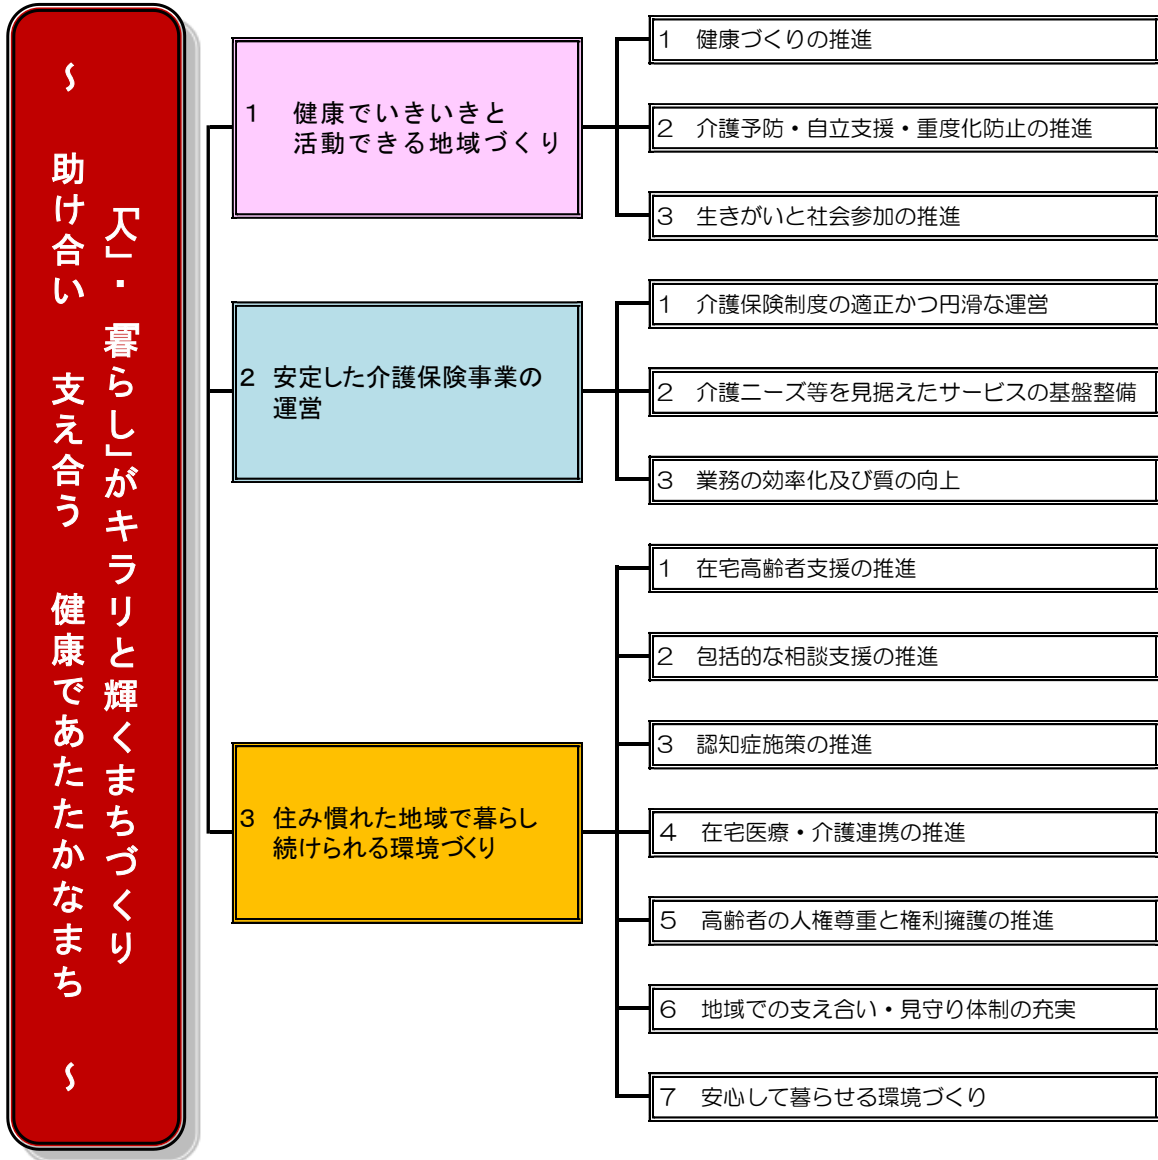 「人」・「暮らし」がキラリと輝くまちづくり
～　助け合い　支え合う　健康であたたかなまち　～
１　健康でいきいきと
活動できる地域づくり
１　健康づくりの推進
２　介護予防・自立支援・重度化防止の推進
３　生きがいと社会参加の推進
２　安定した介護保険事業の
運営
１　介護保険制度の適正かつ円滑な運営
２　介護ニーズ等を見据えたサービスの基盤整備
３　業務の効率化及び質の向上
３　住み慣れた地域で暮らし
続けられる環境づくり
１　在宅高齢者支援の推進
２　包括的な相談支援の推進
３　認知症施策の推進
４　在宅医療・介護連携の推進
５　高齢者の人権尊重と権利擁護の推進
６　地域での支え合い・見守り体制の充実
７　安心して暮らせる環境づくり